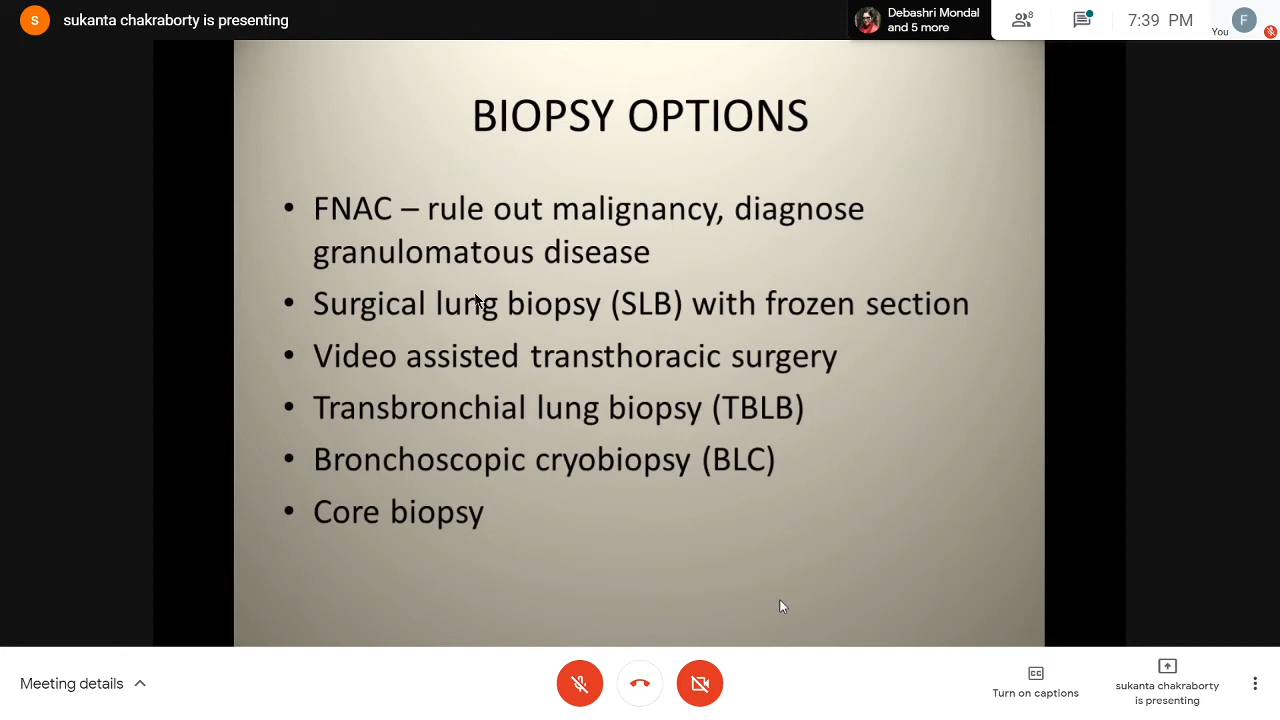 S
sukanta chakraborty is presenting
Debashri Mondal
and 5 more
8
7:39 PM
You
F
BIOPSY OPTIONS
• FNAC – rule out malignancy, diagnose
granulomatous disease
• Surgical lung biopsy (SLB) with frozen section
• Video assisted transthoracic surgery
• Transbronchial lung biopsy (TBLB)
• Bronchoscopic cryobiopsy (BLC)
• Core biopsy
Meeting details
CC
Turn on captions
sukanta chakraborty
is presenting